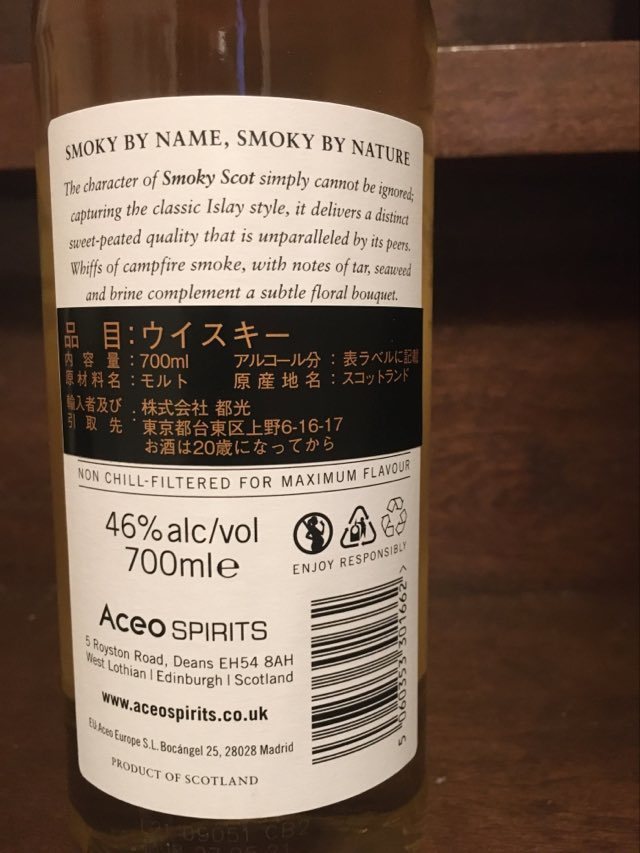 SMOKY BY NAME, SMOKY BY NATURE
The character of Smoky Scot simply cannot be ignored;
capturing the classic Islay style, it delivers a distinct
sweet-peated quality that is unparalleled by its peers.
Whiffs of campfire smoke, with notes of tar, seaweed
and brine complement a subtle floral bouquet.
品 目:ウイスキー
内容量:700ml アルコール分:表ラベルに記載
原材料名:モルト 原産地名:スコットランド
輸入者及び引取先:株式会社 都光
東京都台東区上野6-16-17
お酒は20歳になってから
NON CHILL-FILTERED FOR MAXIMUM FLAVOUR
46%alc/vol
700mle
ENJOY RESPONSIBLY
Aceo SPIRITS
5 Royston Road, Deans EH54 8AH
West Lothian | Edinburgh | Scotland
www.aceospirits.co.uk
EU: Aceo Europe S.L. Bocángel 25, 28028 Madrid
PRODUCT OF SCOTLAND
5 060353 301662 >